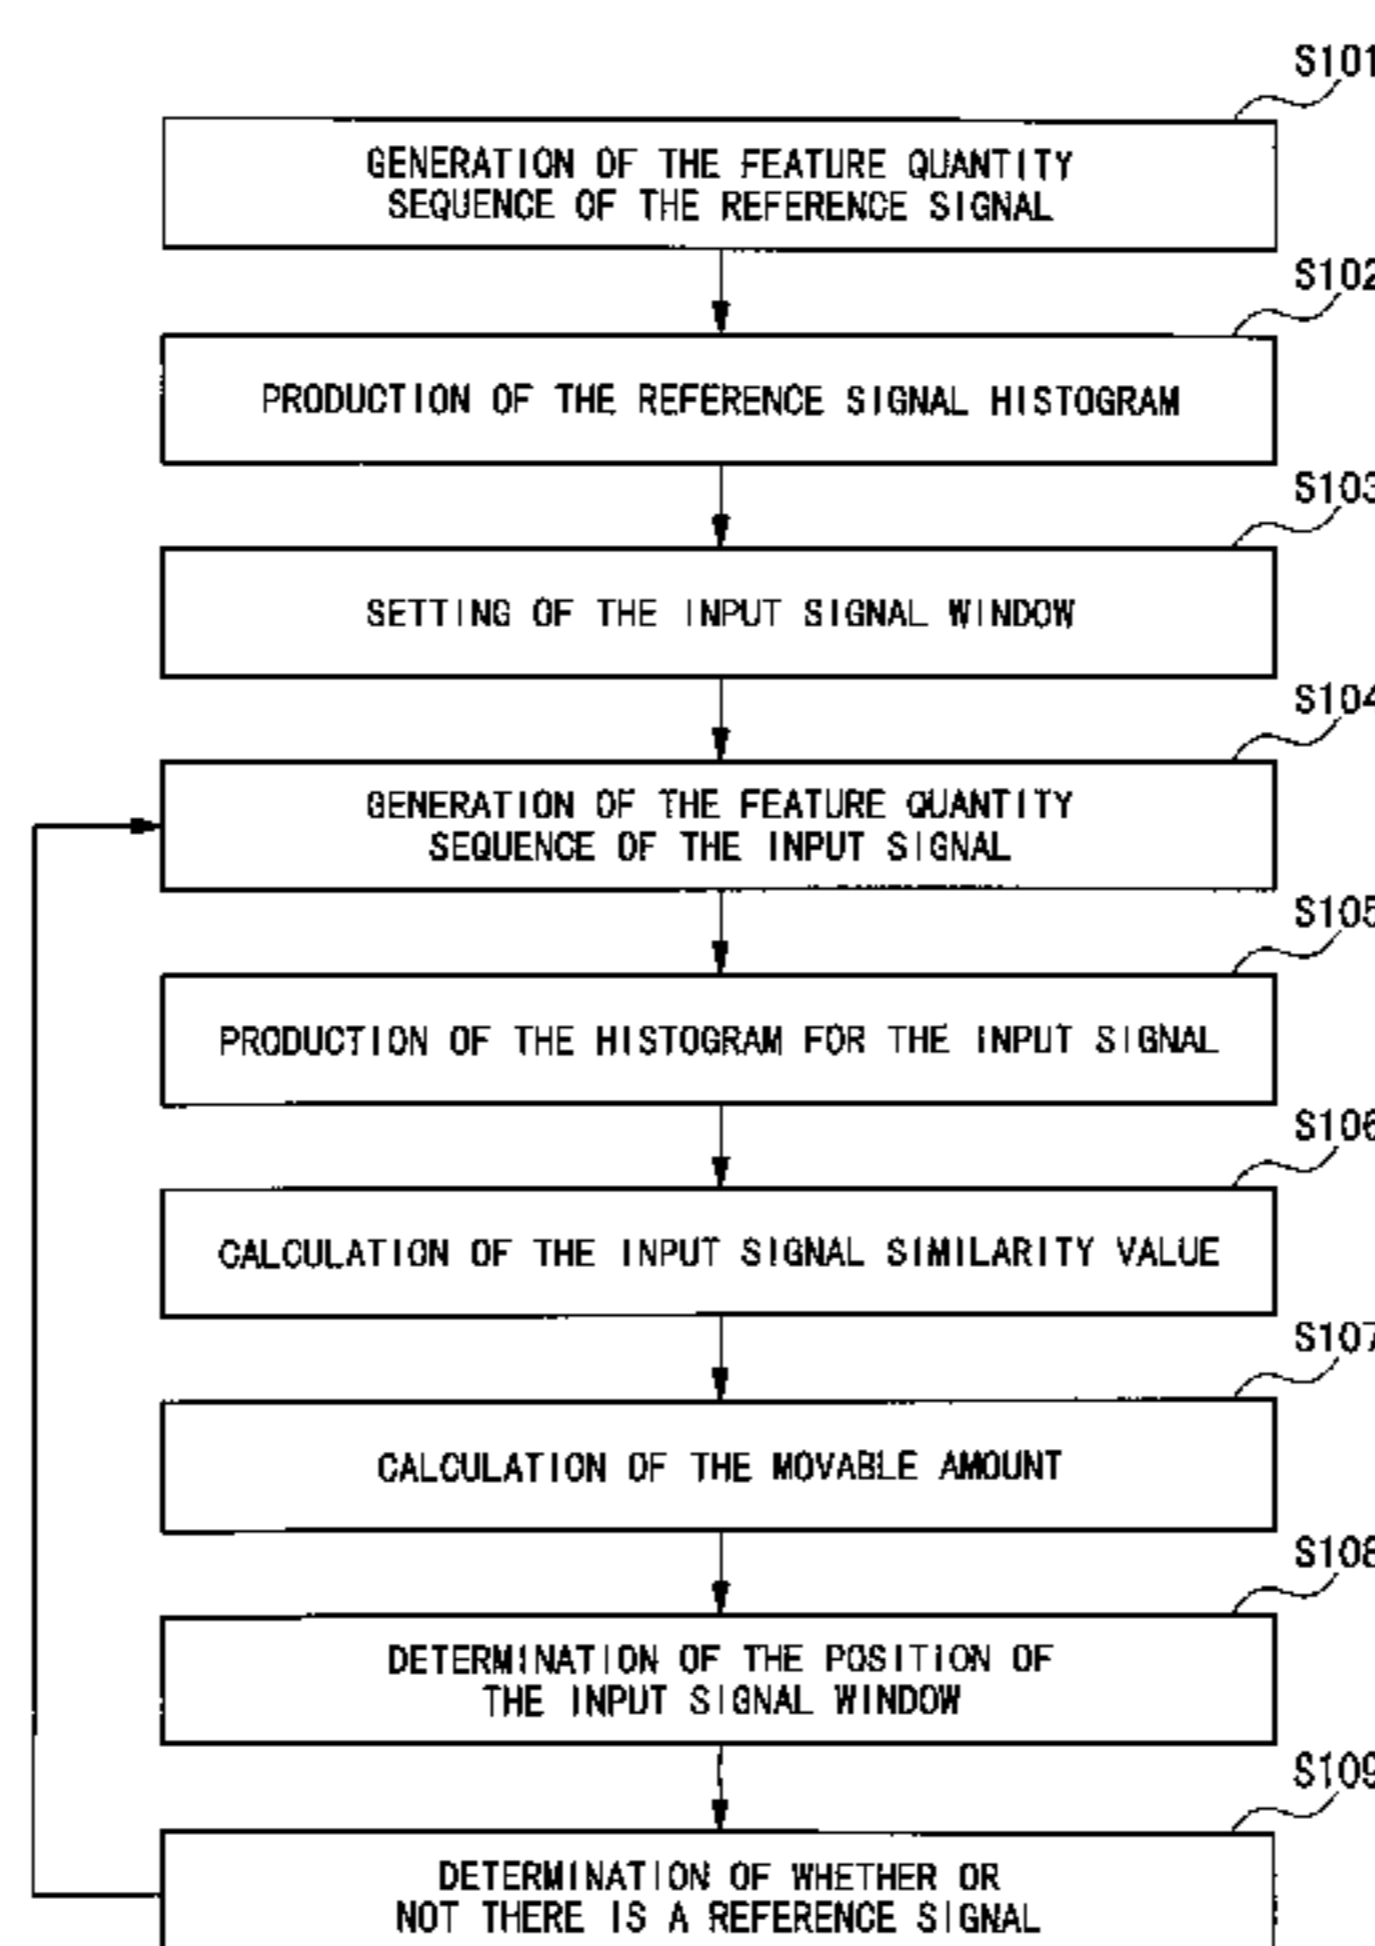 S101
GENERATION OF THE FEATURE QUANTITY
SEQUENCE OF THE REFERENCE SIGNAL
S102
PRODUCTION OF THE REFERENCE SIGNAL HISTOGRAM
S103
SETTING OF THE INPUT SIGNAL WINDOW
S104
GENERATION OF THE FEATURE QUANTITY
SEQUENCE OF THE INPUT SIGNAL
S105
PRODUCTION OF THE HISTOGRAM FOR THE INPUT SIGNAL
S106
CALCULATION OF THE INPUT SIGNAL SIMILARITY VALUE
S107
CALCULATION OF THE MOVABLE AMOUNT
S108
DETERMINATION OF THE POSITION OF
THE INPUT SIGNAL WINDOW
S109
DETERMINATION OF WHETHER OR
NOT THERE IS A REFERENCE SIGNAL